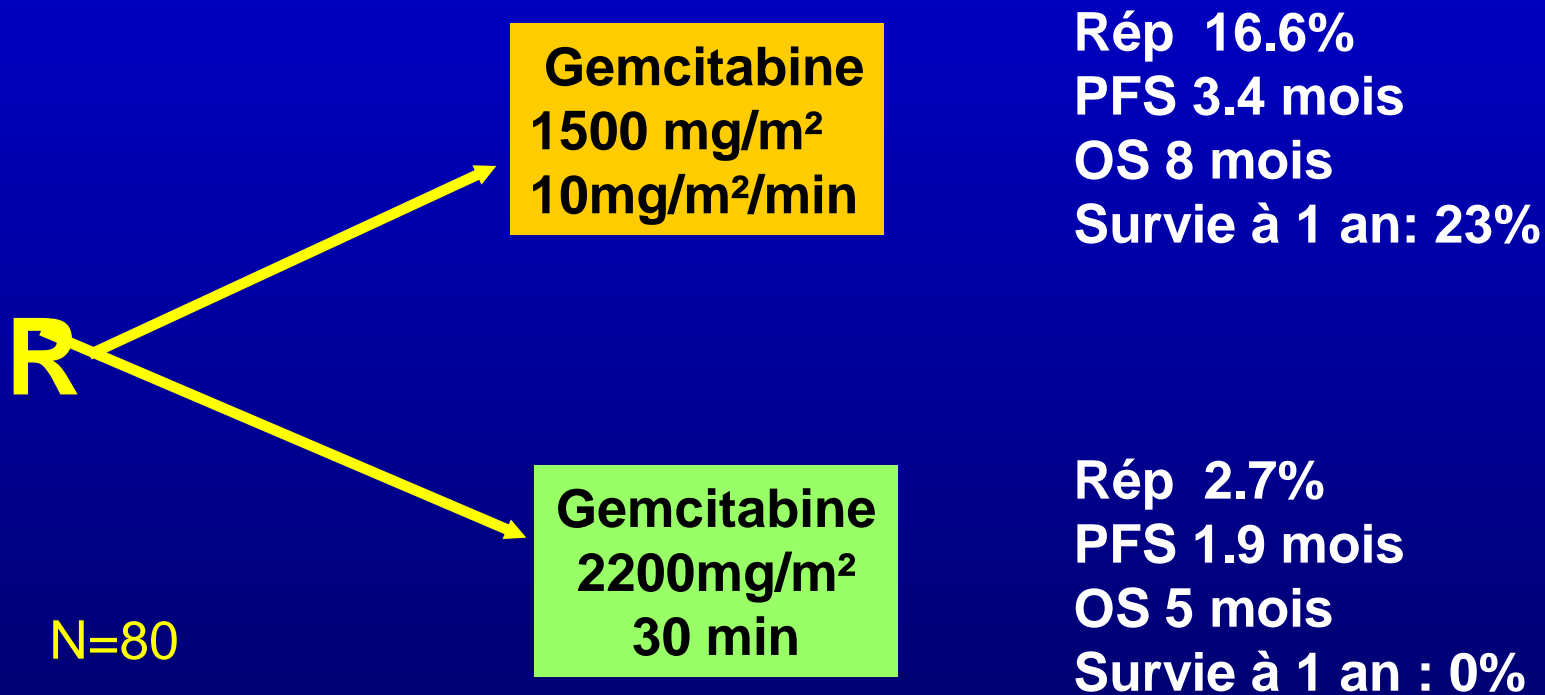 Gemcitabine
1500 mg/m²
10mg/m²/min
Rép 16.6%
PFS 3.4 mois
OS 8 mois
Survie à 1 an: 23%
R
Gemcitabine
2200mg/m²
30 min
Rép 2.7%
PFS 1.9 mois
OS 5 mois
Survie à 1 an : 0%
N=80